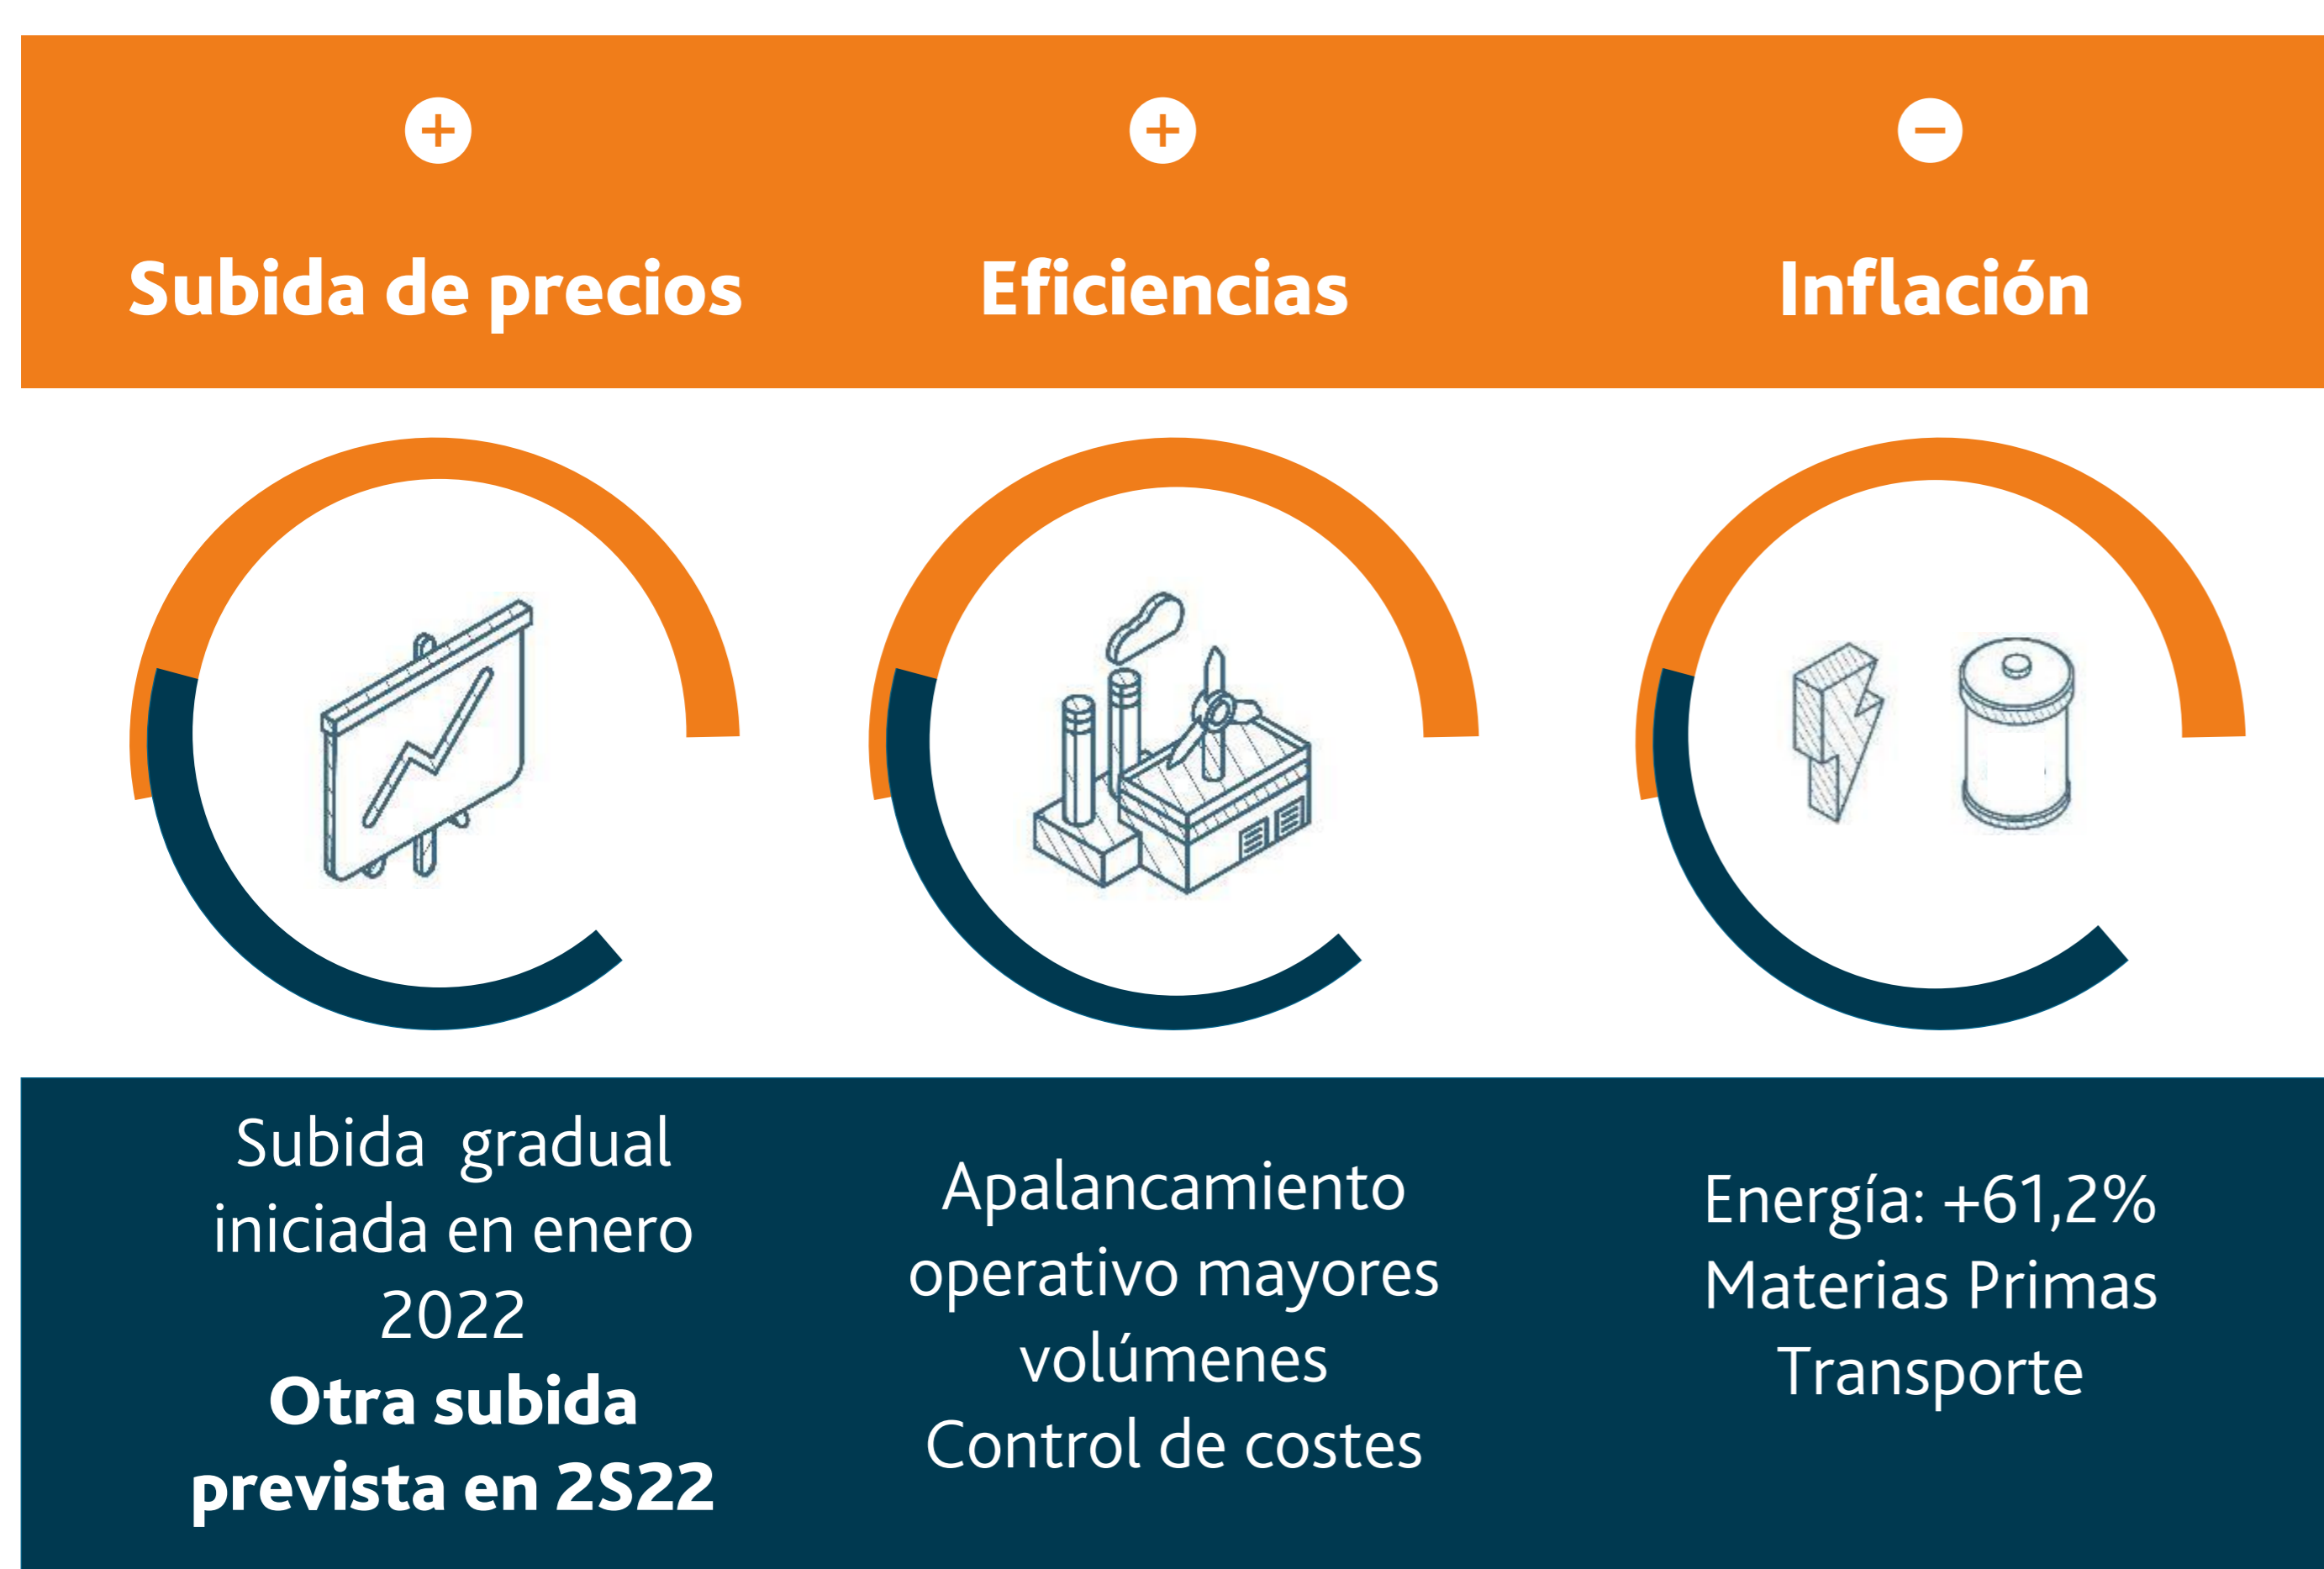 +
+
−
Subida de precios
Eficiencias
Inflación
Subida gradual
iniciada en enero
2022
Otra subida
prevista en 2S22
Apalancamiento
operativo mayores
volúmenes
Control de costes
Energía: +61,2%
Materias Primas
Transporte